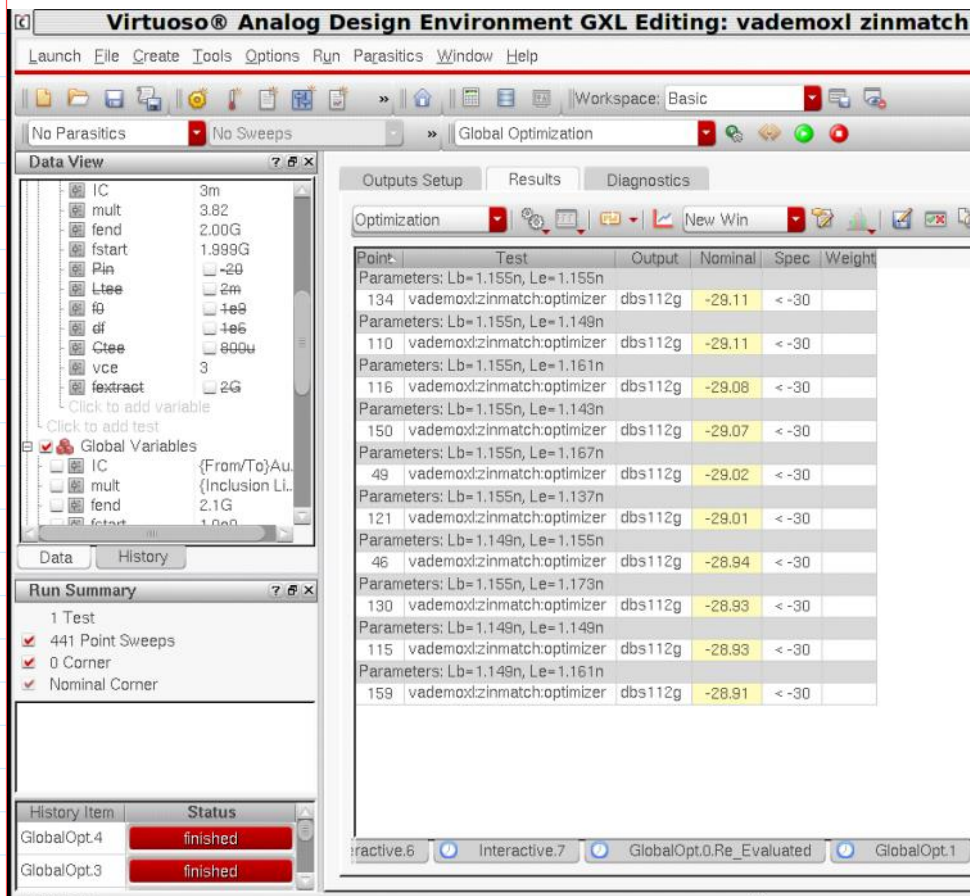 Virtuoso® Analog Design Environment GXL Editing: vademoxl zinmatch
Launch File Create Tools Options Run Parasitics Window Help
» Workspace: Basic
No Parasitics No Sweeps » Global Optimization
Data View
IC 3m
mult 3.82
fend 2.00G
fstart 1.999G
Pin -20
Ltee 2m
f0 1e9
df 1e6
Ctee 800u
vce 3
fextract 2G
Click to add variable
Click to add test
Global Variables
IC {From/To}Au.
mult {Inclusion Li..
fend 2.1G
fstart 1.9e9
Data History
Run Summary
1 Test
441 Point Sweeps
0 Corner
Nominal Corner
History Item Status
GlobalOpt.4 finished
GlobalOpt.3 finished
Outputs Setup Results Diagnostics
Optimization New Win
Point Test Output Nominal Spec Weight
Parameters: Lb=1.155n, Le=1.155n
134 vademoxl:zinmatch:optimizer dbs112g -29.11 < -30
Parameters: Lb=1.155n, Le=1.149n
110 vademoxl:zinmatch:optimizer dbs112g -29.11 < -30
Parameters: Lb=1.155n, Le=1.161n
116 vademoxl:zinmatch:optimizer dbs112g -29.08 < -30
Parameters: Lb=1.155n, Le=1.143n
150 vademoxl:zinmatch:optimizer dbs112g -29.07 < -30
Parameters: Lb=1.155n, Le=1.167n
49 vademoxl:zinmatch:optimizer dbs112g -29.02 < -30
Parameters: Lb=1.155n, Le=1.137n
121 vademoxl:zinmatch:optimizer dbs112g -29.01 < -30
Parameters: Lb=1.149n, Le=1.155n
46 vademoxl:zinmatch:optimizer dbs112g -28.94 < -30
Parameters: Lb=1.155n, Le=1.173n
130 vademoxl:zinmatch:optimizer dbs112g -28.93 < -30
Parameters: Lb=1.149n, Le=1.149n
115 vademoxl:zinmatch:optimizer dbs112g -28.93 < -30
Parameters: Lb=1.149n, Le=1.161n
159 vademoxl:zinmatch:optimizer dbs112g -28.91 < -30
eractive.6 Interactive.7 GlobalOpt.0.Re_Evaluated GlobalOpt.1